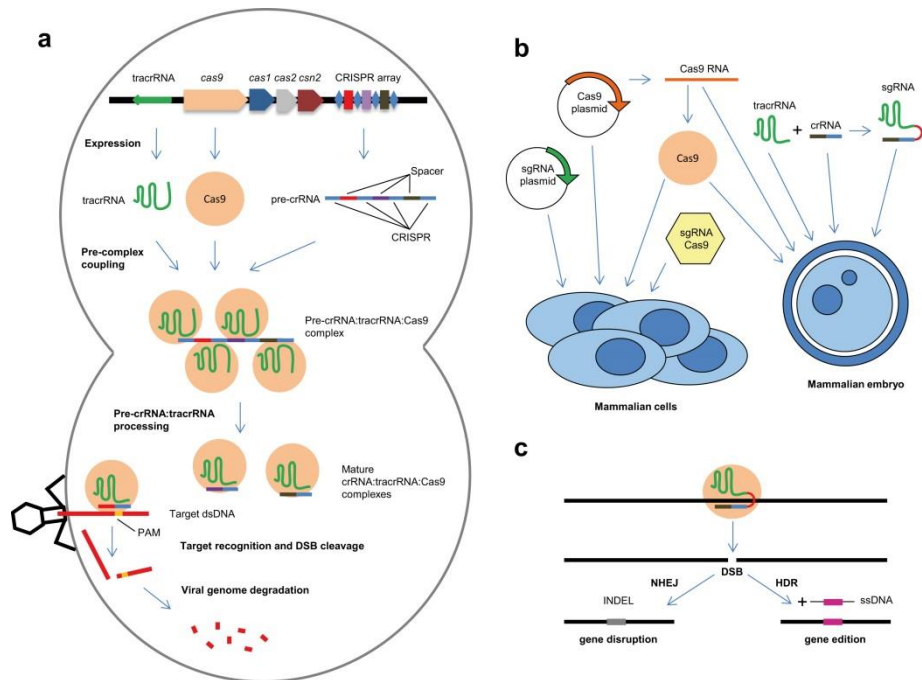 a
tracrRNA cas9 cas1 cas2 csn2 CRISPR array
Expression
tracrRNA
Cas9
pre-crRNA
Spacer
CRISPR
Pre-complex
coupling
Pre-crRNA:tracrRNA:Cas9
complex
Pre-crRNA:tracrRNA
processing
Mature
crRNA:tracrRNA:Cas9
complexes
Target dsDNA
PAM
Target recognition and DSB cleavage
Viral genome degradation
b
Cas9 RNA
Cas9
plasmid
sgRNA
plasmid
Cas9
sgRNA
Cas9
tracrRNA
+
crRNA
sgRNA
Mammalian cells
Mammalian embryo
c
DSB
NHEJ
HDR
INDEL
+
ssDNA
gene disruption
gene edition